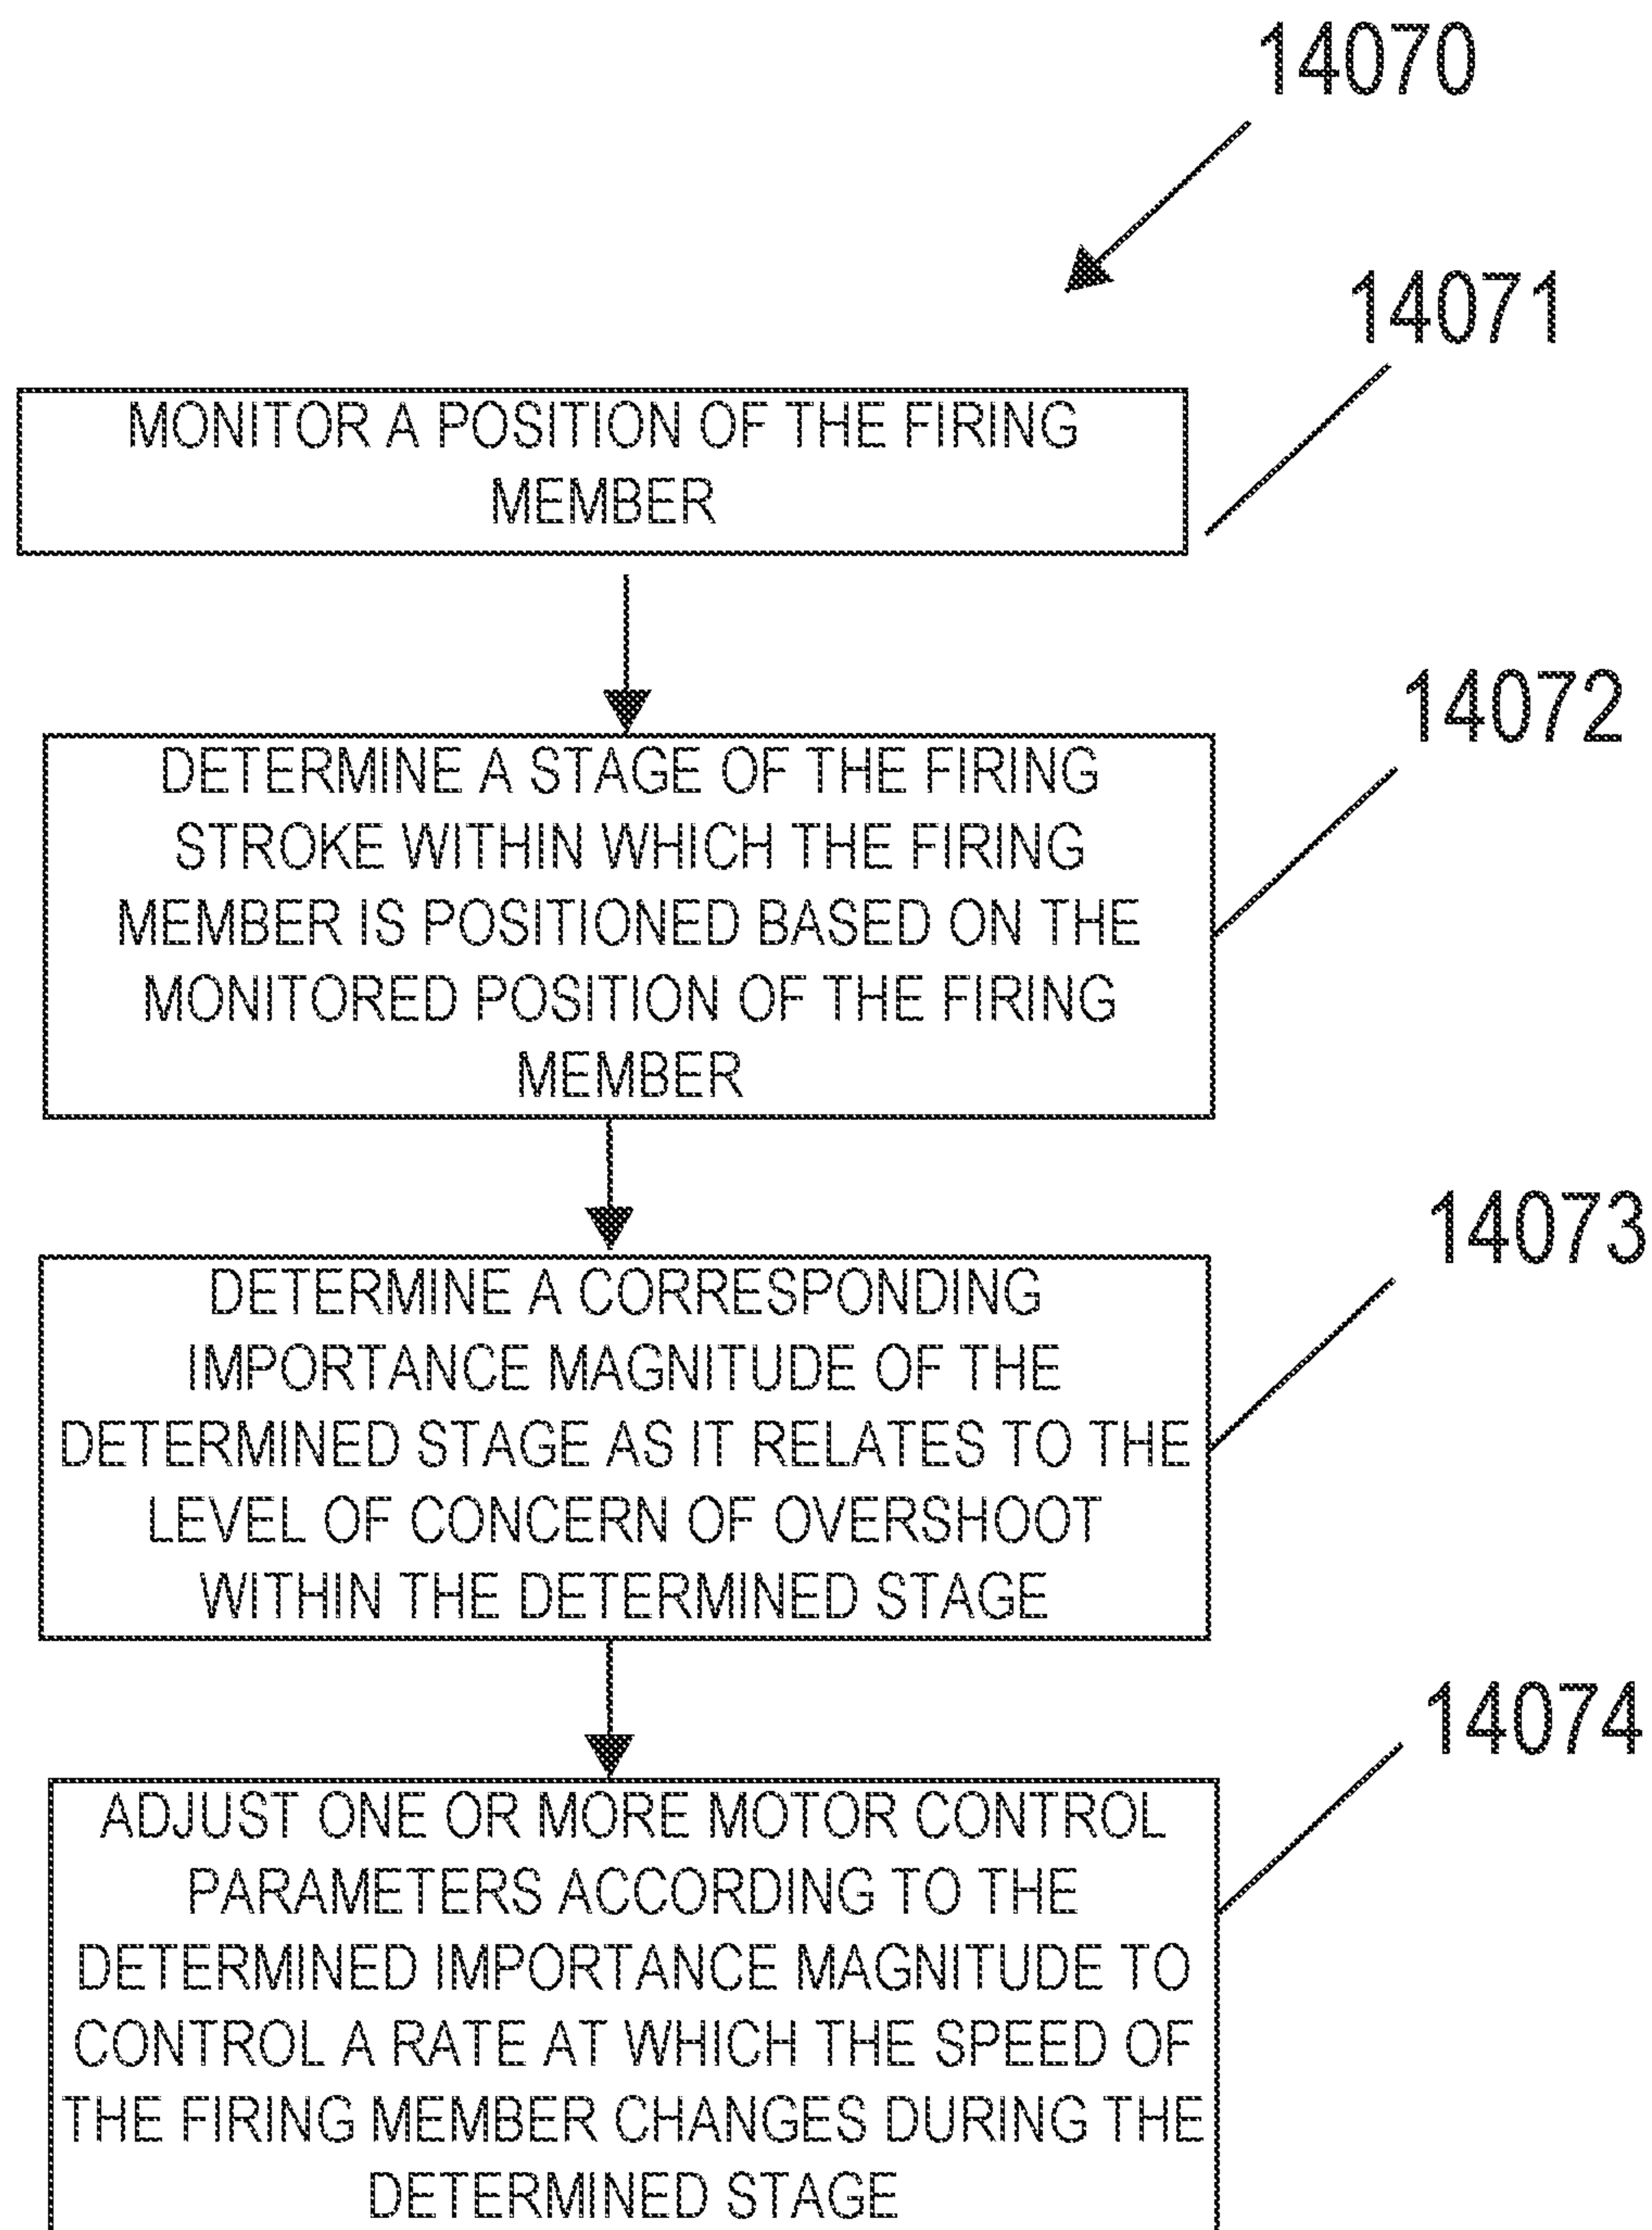 14070
14071
MONITOR A POSITION OF THE FIRING
MEMBER
14072
DETERMINE A STAGE OF THE FIRING
STROKE WITHIN WHICH THE FIRING
MEMBER IS POSITIONED BASED ON THE
MONITORED POSITION OF THE FIRING
MEMBER
14073
DETERMINE A CORRESPONDING
IMPORTANCE MAGNITUDE OF THE
DETERMINED STAGE AS IT RELATES TO THE
LEVEL OF CONCERN OF OVERSHOOT
WITHIN THE DETERMINED STAGE
14074
ADJUST ONE OR MORE MOTOR CONTROL
PARAMETERS ACCORDING TO THE
DETERMINED IMPORTANCE MAGNITUDE TO
CONTROL A RATE AT WHICH THE SPEED OF
THE FIRING MEMBER CHANGES DURING THE
DETERMINED STAGE